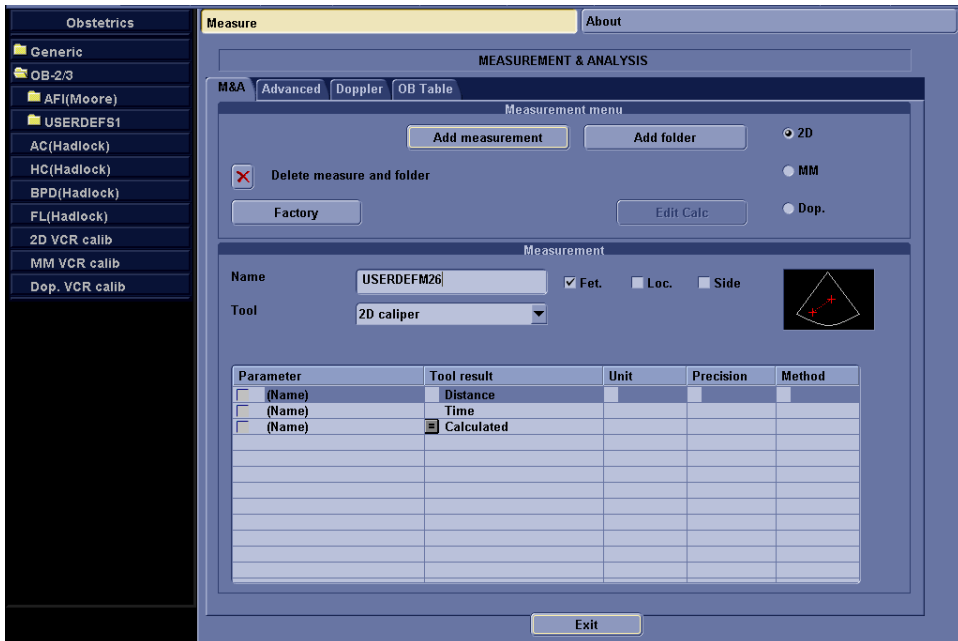 Obstetrics
Generic
OB-2/3
AFI(Moore)
USERDEFS1
AC(Hadlock)
HC(Hadlock)
BPD(Hadlock)
FL(Hadlock)
2D VCR calib
MM VCR calib
Dop. VCR calib
Measure About
MEASUREMENT & ANALYSIS
M&A Advanced Doppler OB Table
Measurement menu
Add measurement Add folder 2D
Delete measure and folder MM
Factory Edit Calc Dop.
Measurement
Name USERDEFM26 Fet. Loc. Side
Tool 2D caliper
Parameter Tool result Unit Precision Method
(Name) Distance
(Name) Time
(Name) = Calculated
Exit